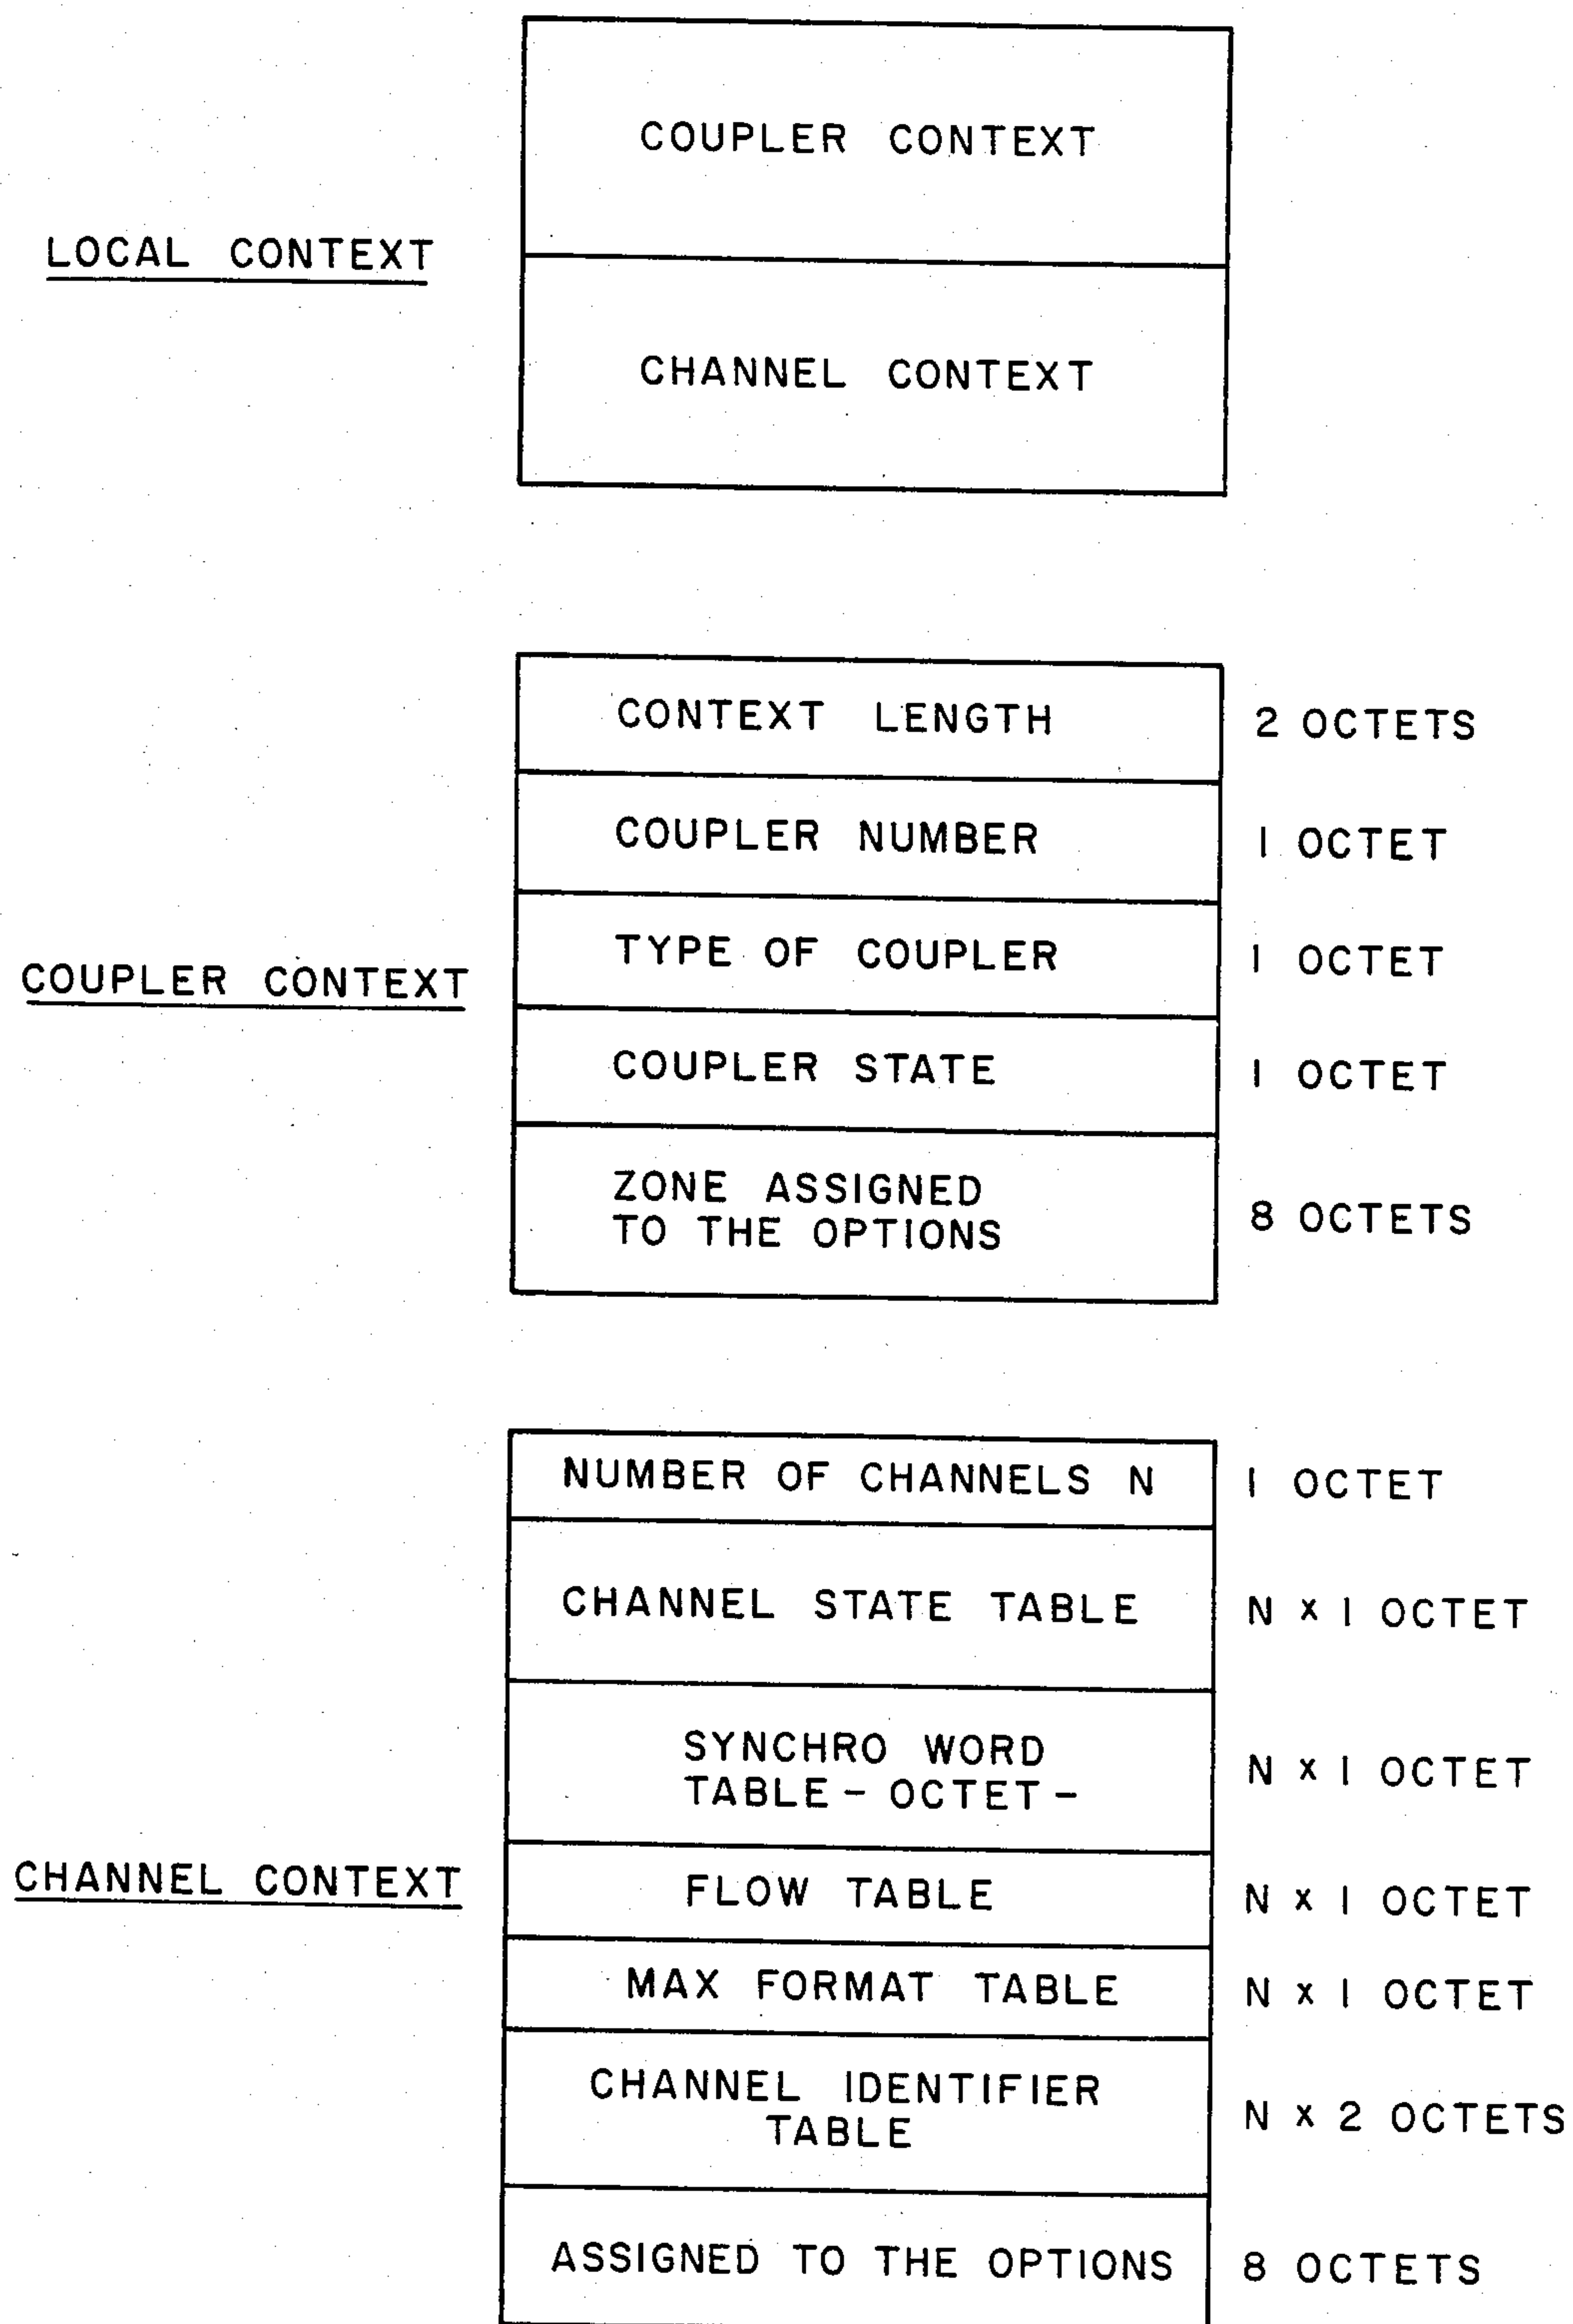 COUPLER CONTEXT
LOCAL CONTEXT
CHANNEL CONTEXT
CONTEXT LENGTH 2 OCTETS
COUPLER NUMBER 1 OCTET
TYPE OF COUPLER 1 OCTET
COUPLER CONTEXT
COUPLER STATE 1 OCTET
ZONE ASSIGNED
TO THE OPTIONS
8 OCTETS
NUMBER OF CHANNELS N 1 OCTET
CHANNEL STATE TABLE N x 1 OCTET
SYNCHRO WORD
TABLE - OCTET -
N x 1 OCTET
CHANNEL CONTEXT
FLOW TABLE N x 1 OCTET
MAX FORMAT TABLE N x 1 OCTET
CHANNEL IDENTIFIER
TABLE
N x 2 OCTETS
ASSIGNED TO THE OPTIONS 8 OCTETS